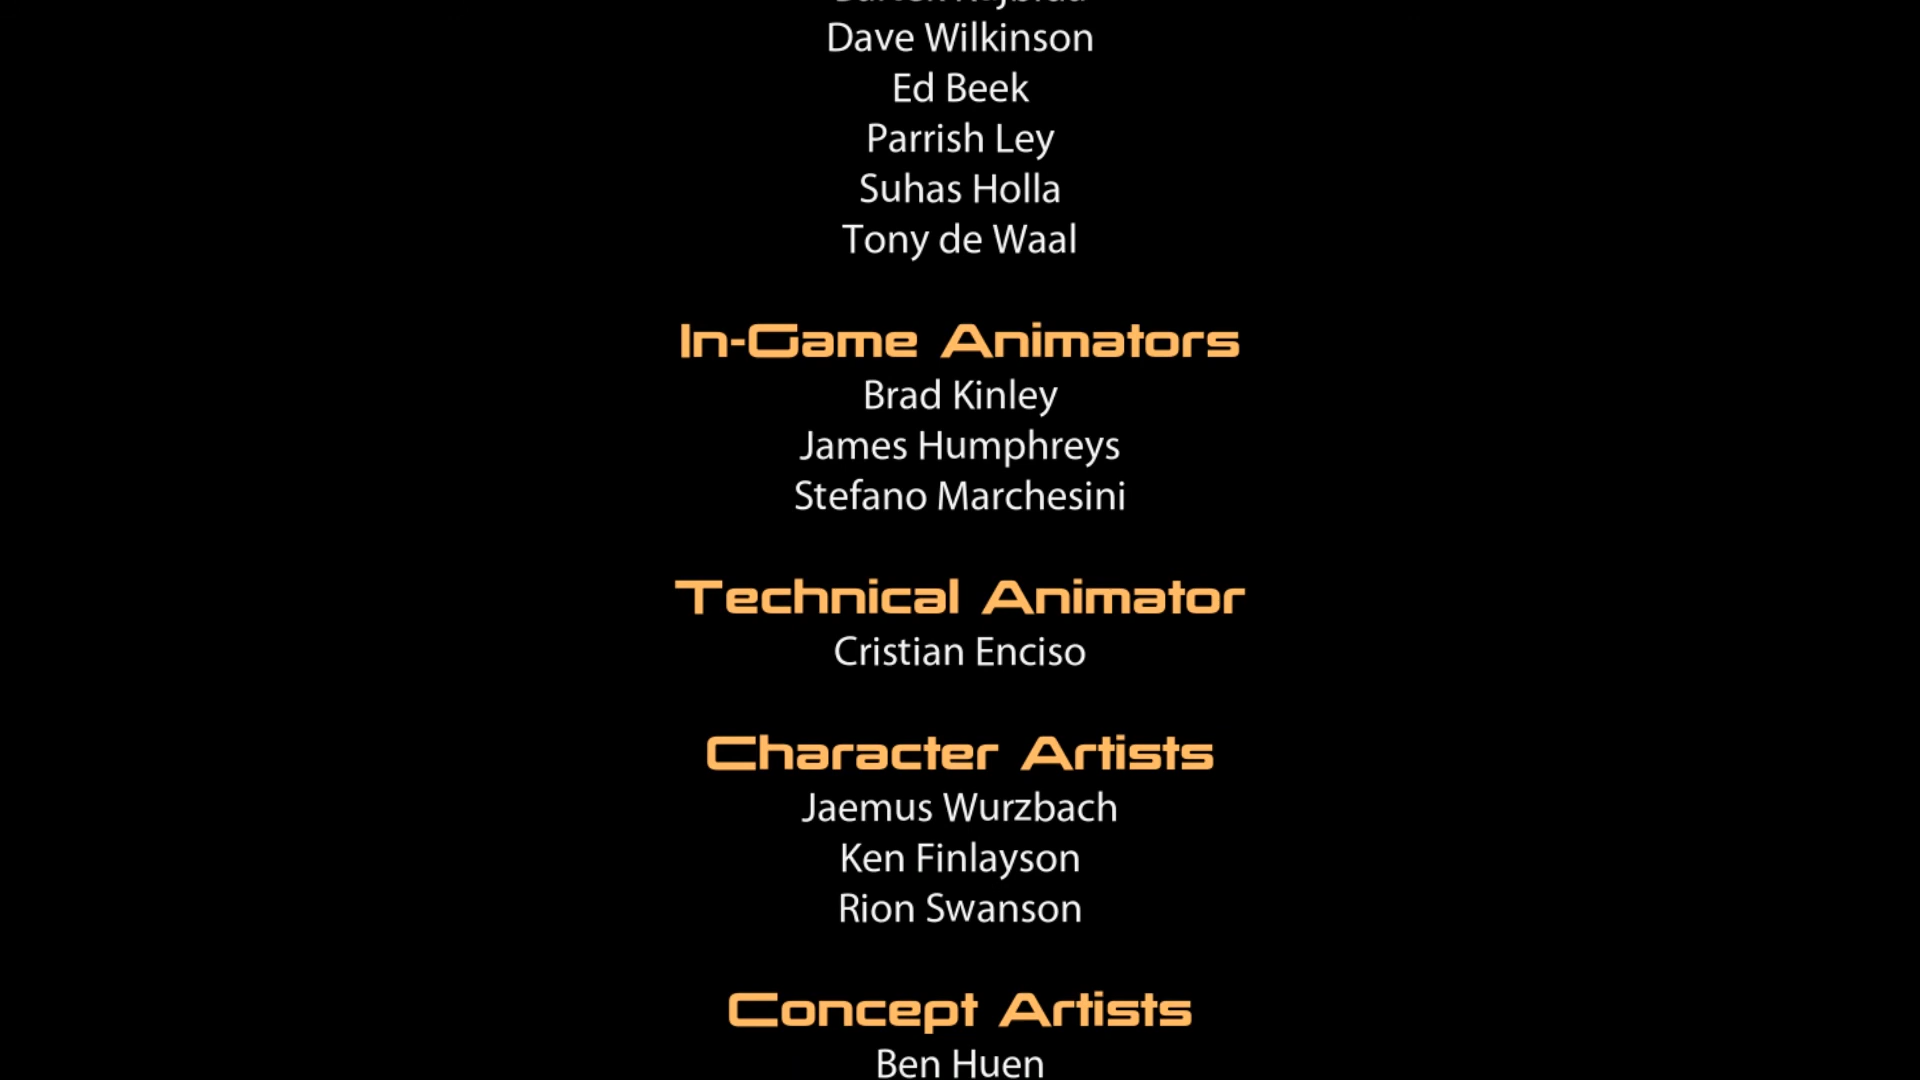 Dave Wilkinson
Ed Beek
Parrish Ley
Suhas Holla
Tony de Waal
In-Game Animators
Brad Kinley
James Humphreys
Stefano Marchesini
Technical Animator
Cristian Enciso
Character Artists
Jaemus Wurzbach
Ken Finlayson
Rion Swanson
Concept Artists
Ben Huen